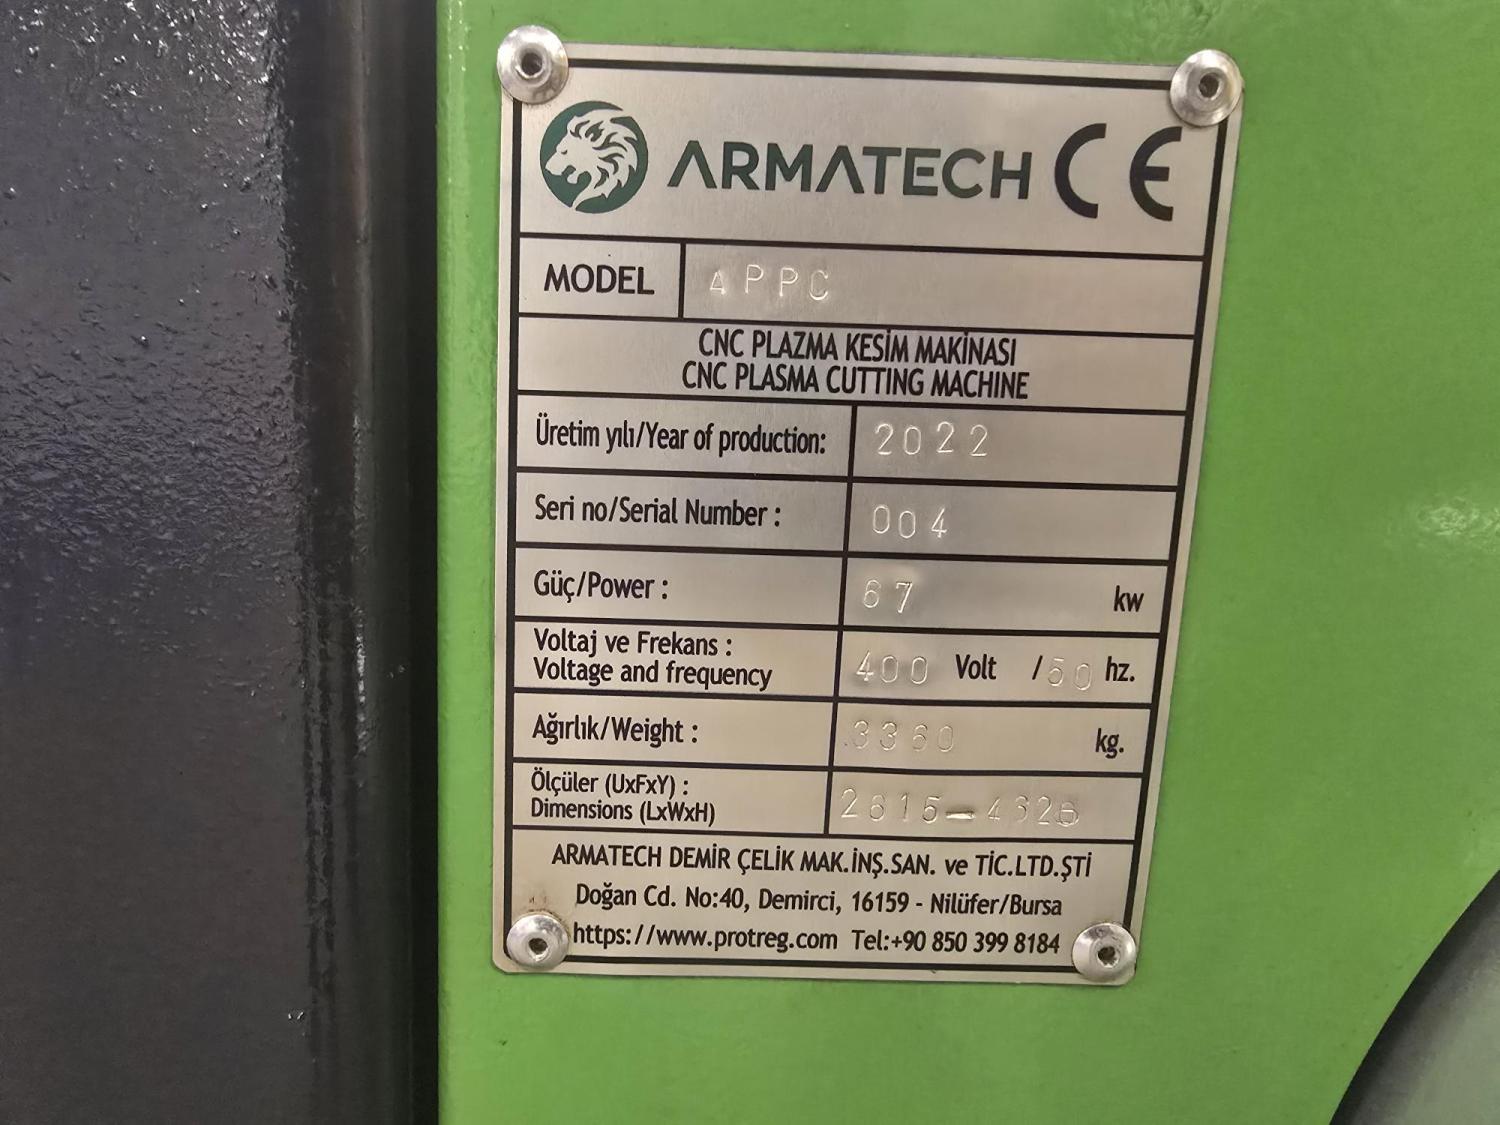 ARMATECH CE
MODEL APPC
CNC PLAZMA KESİM MAKİNASI
CNC PLASMA CUTTING MACHINE
Üretim yılı/Year of production: 2022
Seri no/Serial Number : 004
Güç/Power : 67 kw
Voltaj ve Frekans :
Voltage and frequency 400 Volt /50 hz.
Ağırlık/Weight : 3360 kg.
Ölçüler (UxFxY) :
Dimensions (LxWxH)
ARMATECH DEMİR ÇELİK MAK.İNŞ.SAN. ve TİC.LTD.ŞTİ
Doğan Cd. No:40, Demirci, 16159 - Nilüfer/Bursa
https://www.protreg.com Tel:+90 850 399 8184